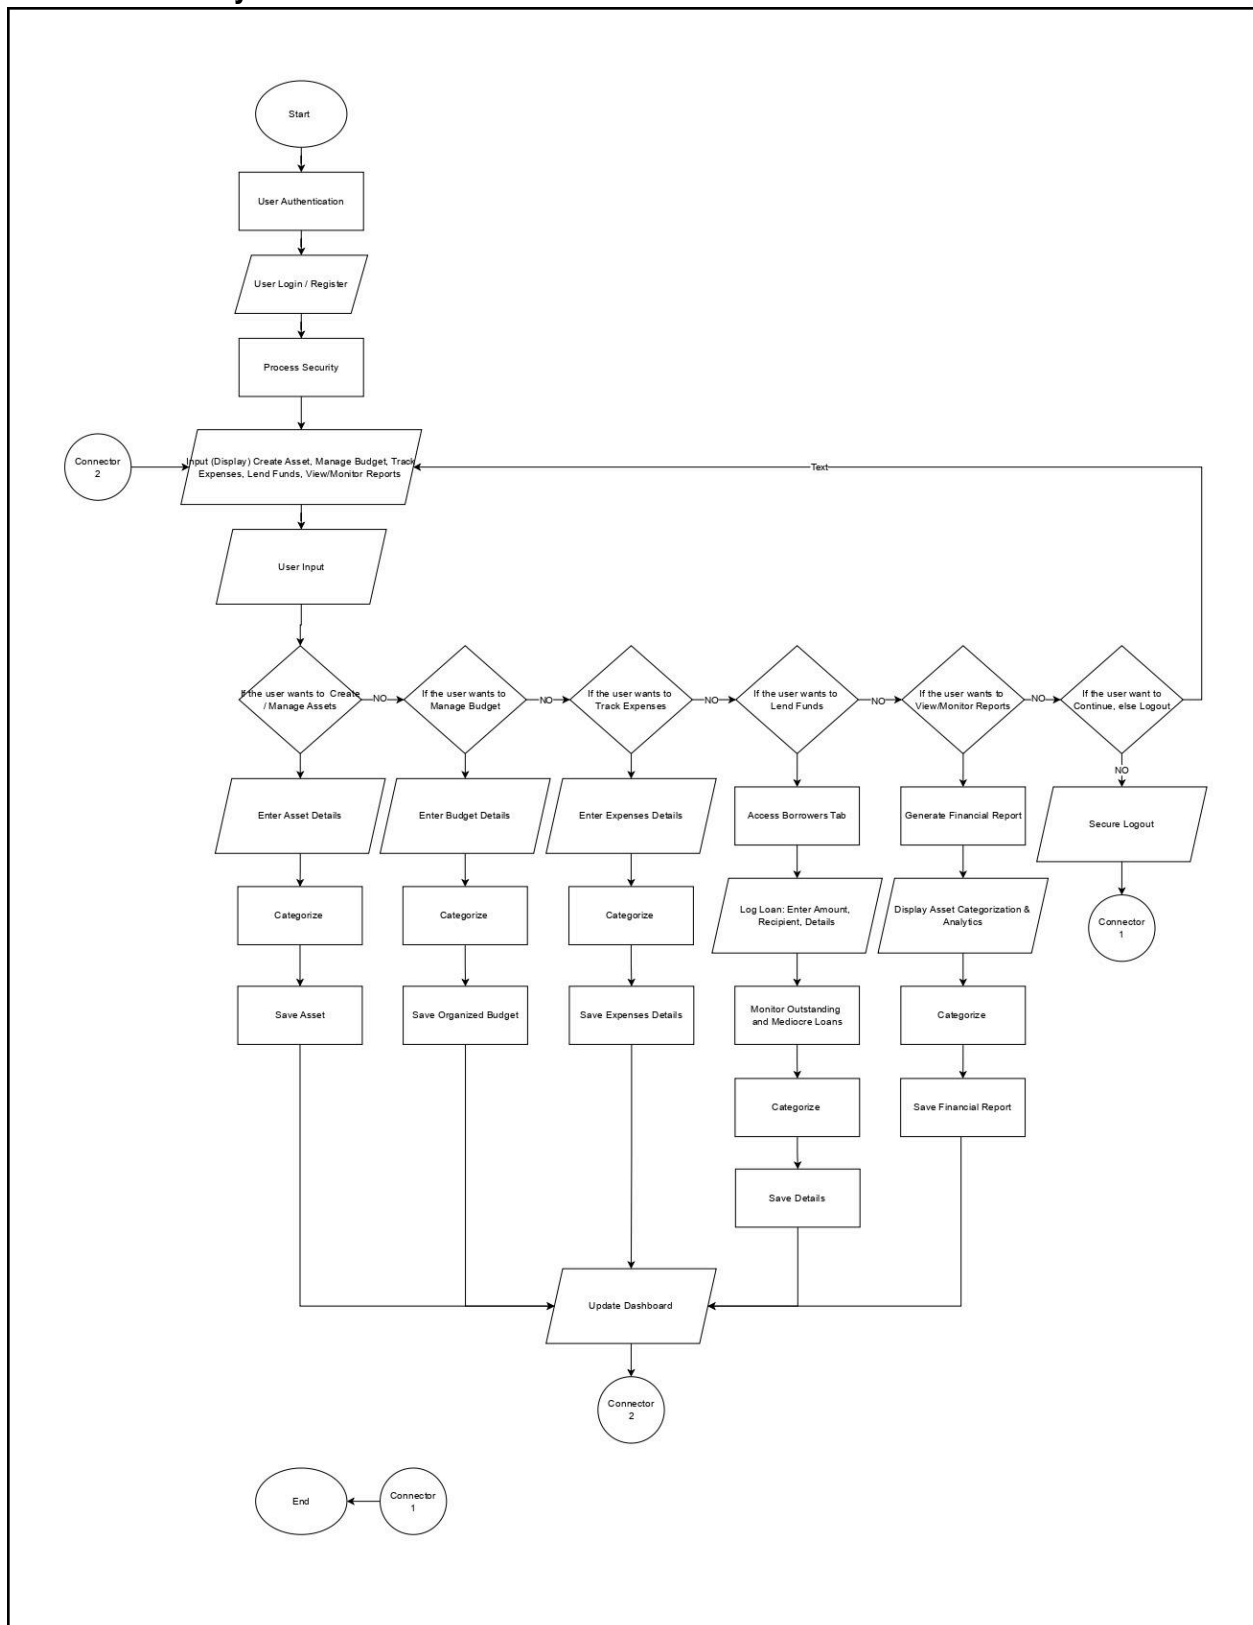 Start
User Authentication
User Login / Register
Process Security
Connector
2
Input (Display) Create Asset, Manage Budget, Track
Expenses, Lend Funds, View/Monitor Reports
Text
User Input
If the user wants to Create
/ Manage Assets
NO
If the user wants to
Manage Budget
NO
If the user wants to
Track Expenses
NO
If the user wants to
Lend Funds
NO
If the user wants to
View/Monitor Reports
NO
If the user want to
Continue, else Logout
NO
Enter Asset Details
Enter Budget Details
Enter Expenses Details
Access Borrowers Tab
Generate Financial Report
Secure Logout
Categorize
Categorize
Categorize
Log Loan: Enter Amount,
Recipient, Details
Display Asset Categorization &
Analytics
Connector
1
Save Asset
Save Organized Budget
Save Expenses Details
Monitor Outstanding
and Mediocre Loans
Categorize
Categorize
Save Financial Report
Save Details
Update Dashboard
Connector
2
End
Connector
1